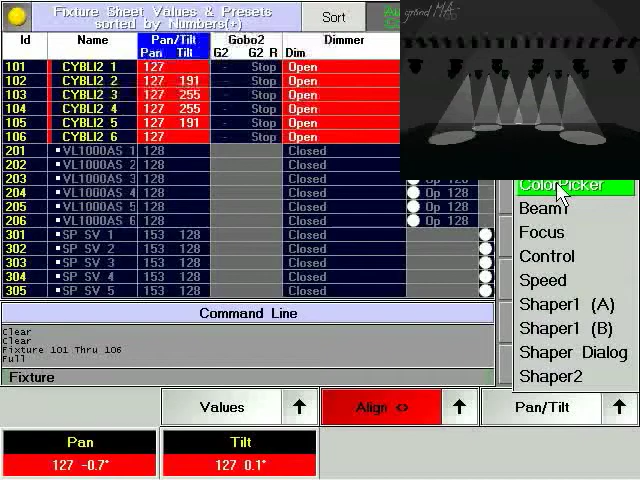 Fixture Sheet Values & Presets
sorted by Numbers(+)
Sort
grand MA
Id Name Pan/Tilt Gobo2 Dimmer
Pan Tilt G2 G2 R Dim
101 CYBLI2 1 127 - Stop Open
102 CYBLI2 2 127 191 - Stop Open
103 CYBLI2 3 127 255 - Stop Open
104 CYBLI2 4 127 255 - Stop Open
105 CYBLI2 5 127 191 - Stop Open
106 CYBLI2 6 127 - Stop Open
201 VL1000AS 1 128 Closed
202 VL1000AS 2 128 Closed
203 VL1000AS 3 128 Closed
204 VL1000AS 4 128 Closed Op 128
205 VL1000AS 5 128 Closed Op 128
206 VL1000AS 6 128 Closed Op 128
301 SP SV 1 153 128 Closed
302 SP SV 2 153 128 Closed
303 SP SV 3 153 128 Closed
304 SP SV 4 153 128 Closed
305 SP SV 5 153 128 Closed
ColorPicker
Beam1
Focus
Control
Speed
Shaper1 (A)
Shaper1 (B)
Shaper Dialog
Shaper2
Command Line
Clear
Clear
Fixture 101 Thru 106
Full
Fixture
Values
Align <>
Pan/Tilt
Pan
127 -0.7°
Tilt
127 0.1°